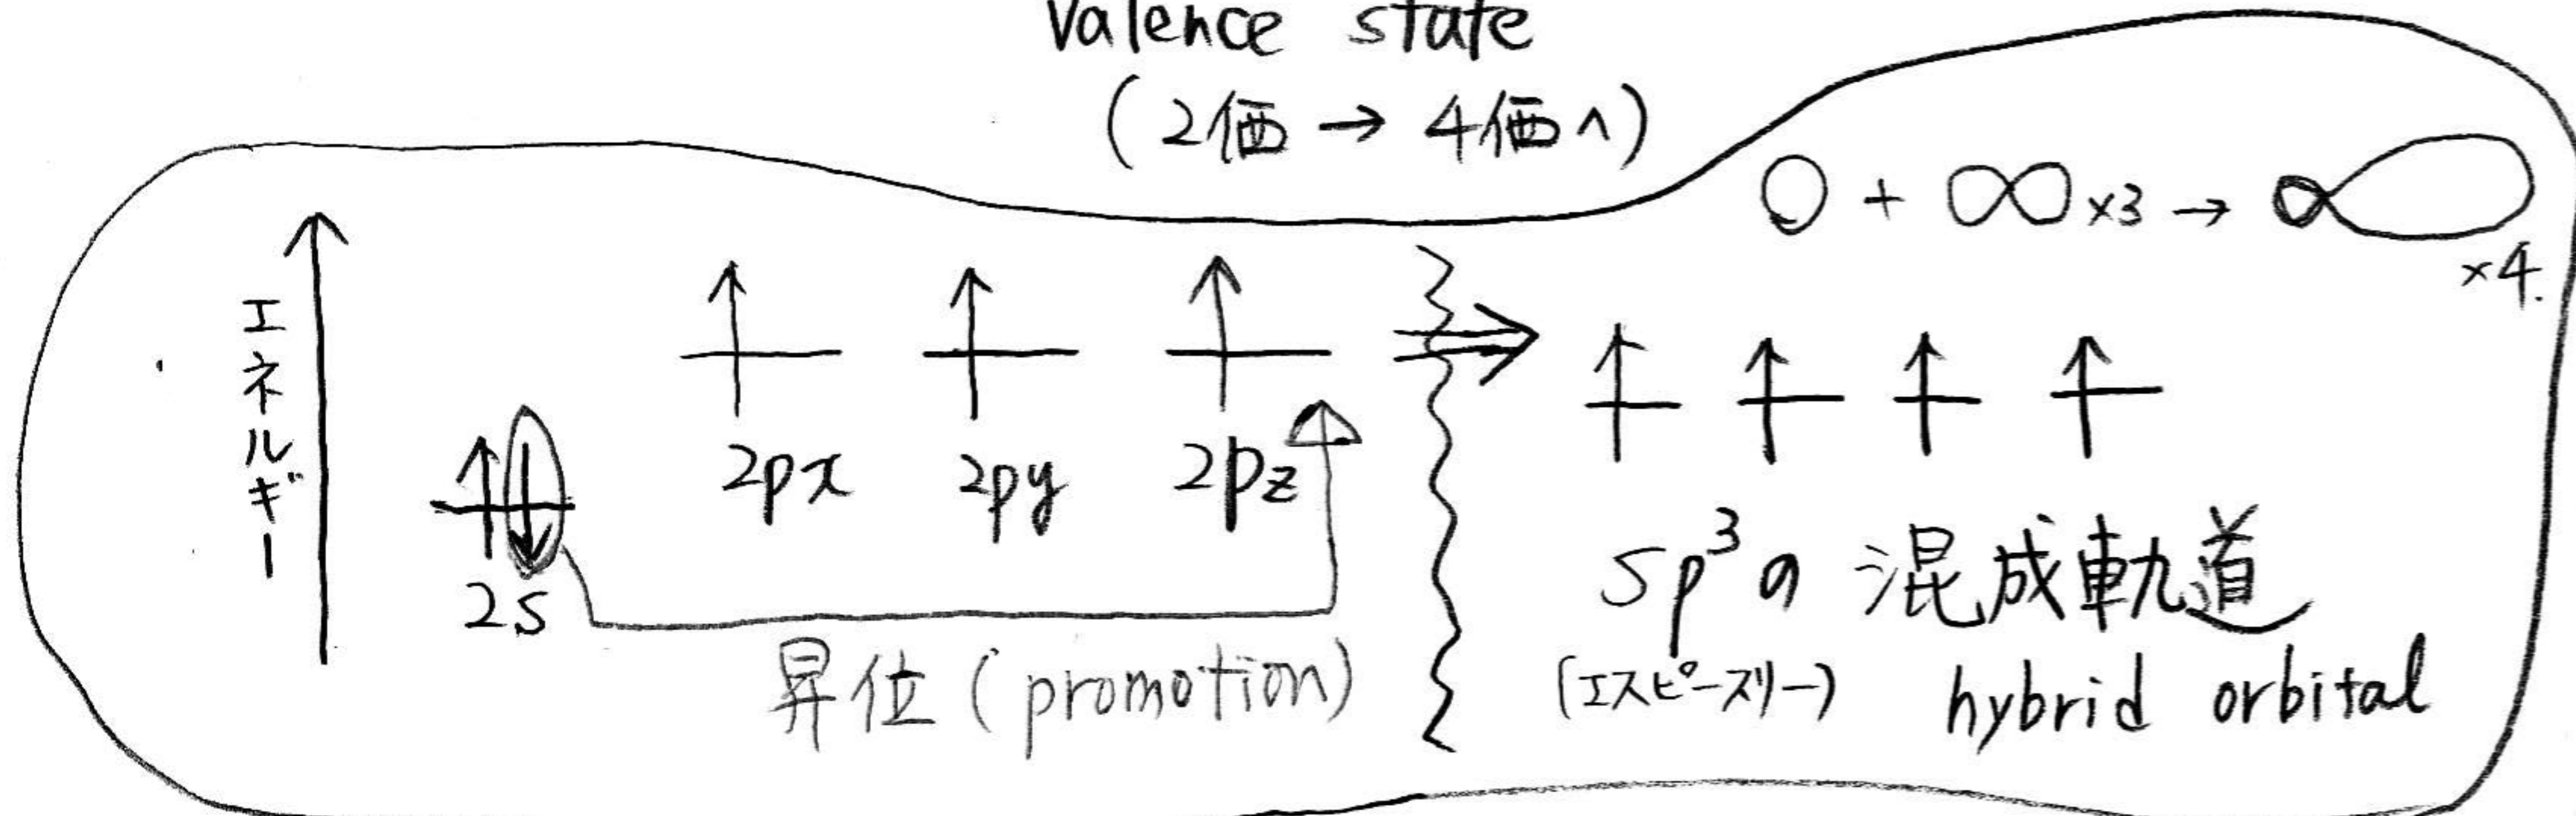 Valence state
(2価→4価へ)
○ + ∞ ×3 →
×4.
エネルギー
2px 2py 2pz
2s
昇位 (promotion)
sp³の混成軌道
(エスピースリー) hybrid orbital